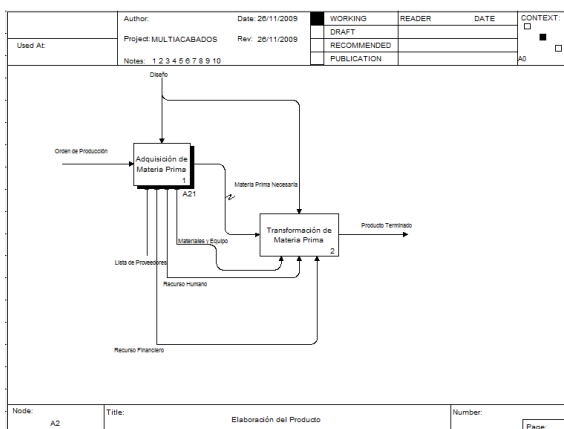 Used At:
Author:
Date: 26/11/2009
Project: MULTIACABADOS
Rev: 26/11/2009
Notes: 1 2 3 4 5 6 7 8 9 10
WORKING
DRAFT
RECOMMENDED
PUBLICATION
READER
DATE
CONTEXT:
A0
Diseño
Orden de Producción
Adquisición de
Materia Prima
1
A21
Materia Prima Necesaria
Transformación de
Materia Prima
2
Producto Terminado
Materiales y Equipo
Lista de Proveedores
Recurso Humano
Recurso Financiero
Node:
A2
Title:
Elaboración del Producto
Number:
Page: